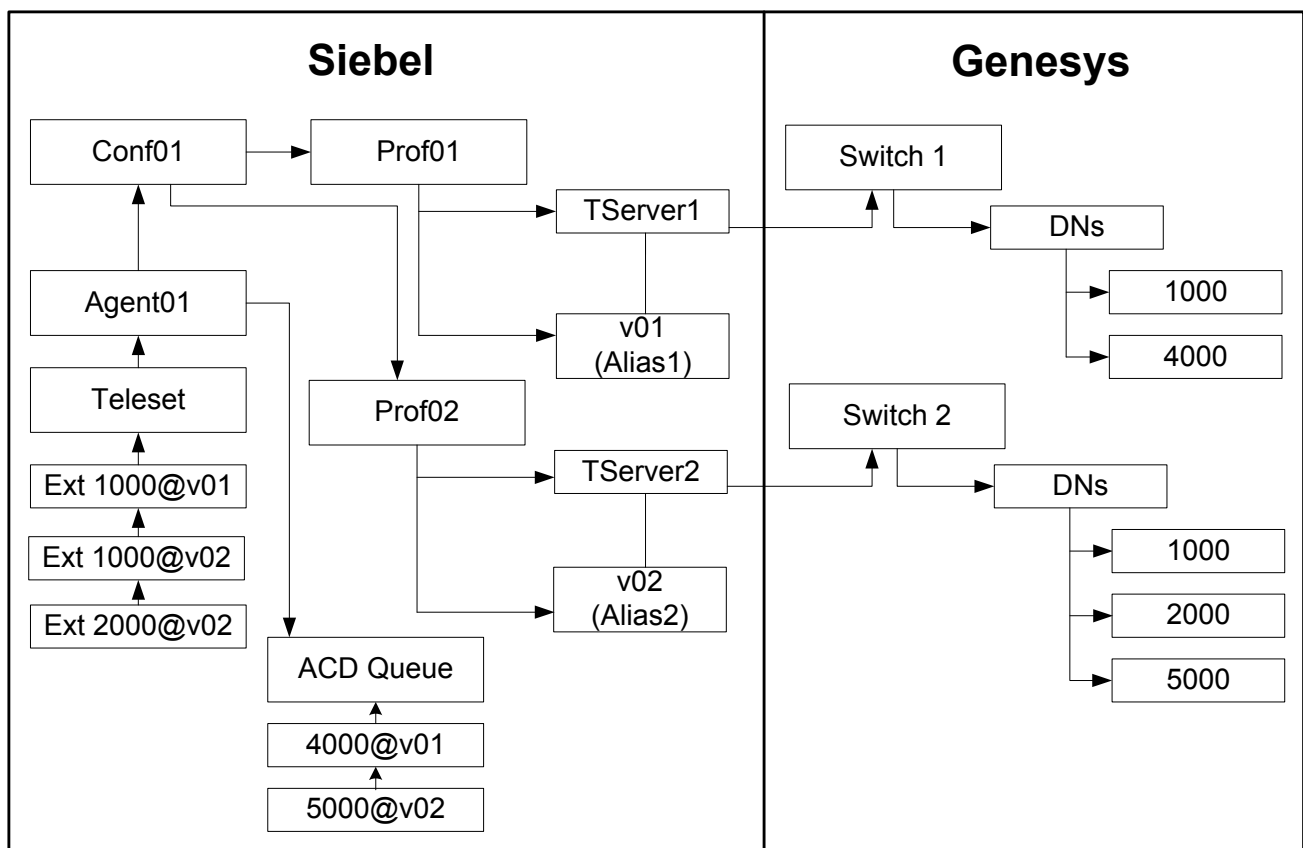 Siebel
Conf01
Prof01
TServer1
Agent01
v01
(Alias1)
Teleset
Prof02
Ext 1000@v01
TServer2
Ext 1000@v02
v02
(Alias2)
Ext 2000@v02
ACD Queue
4000@v01
5000@v02
Genesys
Switch 1
DNs
1000
4000
Switch 2
DNs
1000
2000
5000